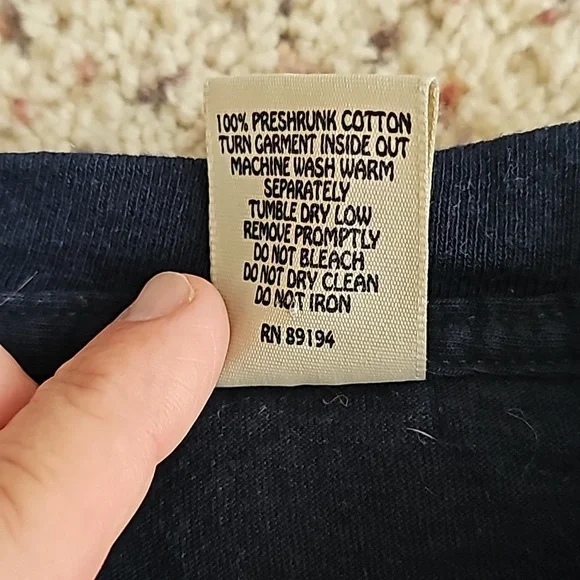 100% PRESHRUNK COTTON
TURN GARMENT INSIDE OUT
MACHINE WASH WARM
SEPARATELY
TUMBLE DRY LOW
REMOVE PROMPTLY
DO NOT BLEACH
DO NOT DRY CLEAN
DO NOT IRON
RN 89194